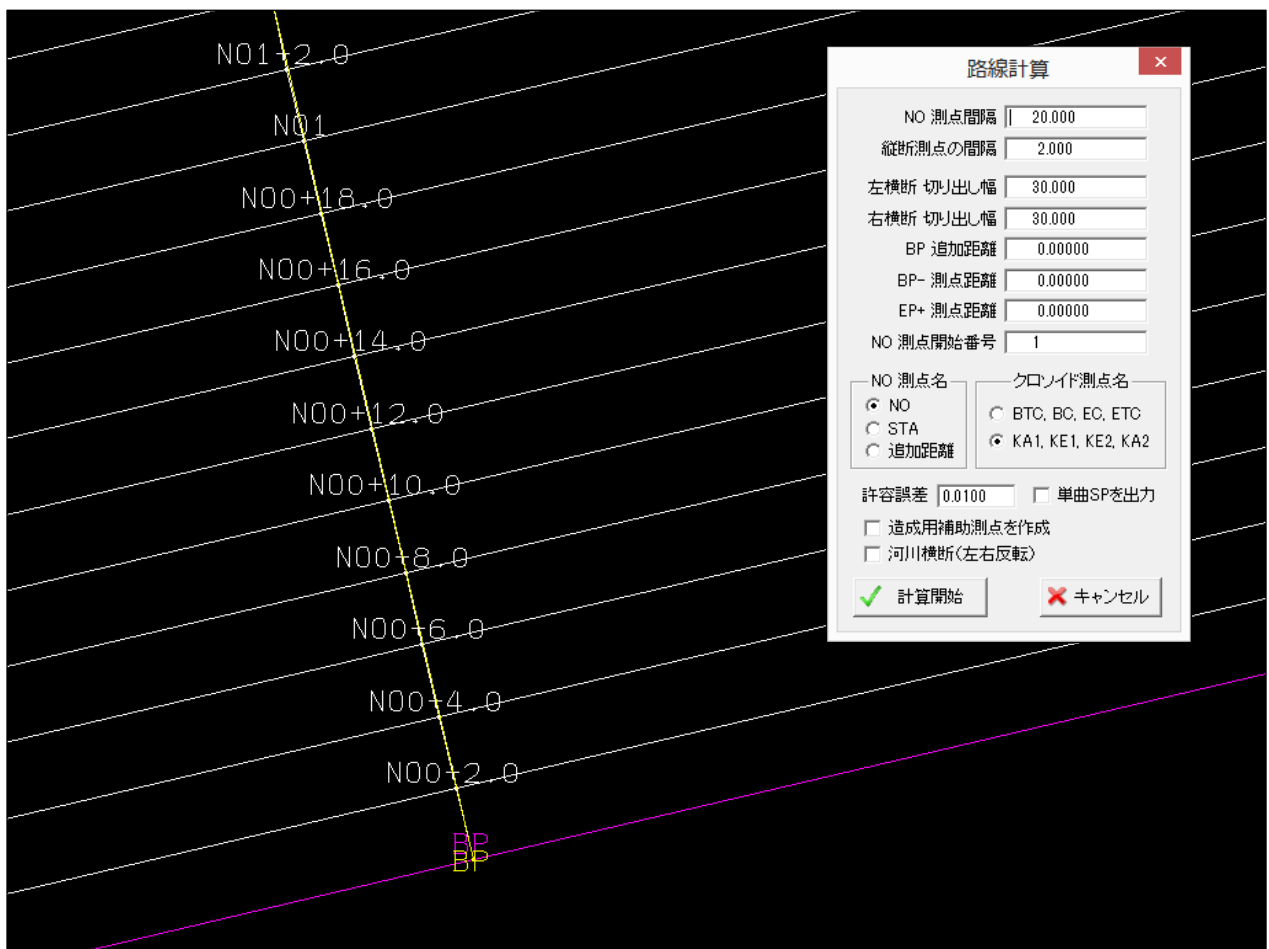 NO1+2.0
NO1
NO0+18.0
NO0+16.0
NO0+14.0
NO0+12.0
NO0+10.0
NO0+8.0
NO0+6.0
NO0+4.0
NO0+2.0
BP
BP
路線計算
NO 測点間隔 20.000
縦断測点の間隔 2.000
左横断 切り出し幅 30.000
右横断 切り出し幅 30.000
BP 追加距離 0.00000
BP- 測点距離 0.00000
EP+ 測点距離 0.00000
NO 測点開始番号 1
NO 測点名
NO
STA
追加距離
クロソイド測点名
BTC, BC, EC, ETC
KA1, KE1, KE2, KA2
許容誤差 0.0100 単曲SPを出力
造成用補助測点を作成
河川横断(左右反転)
計算開始 キャンセル